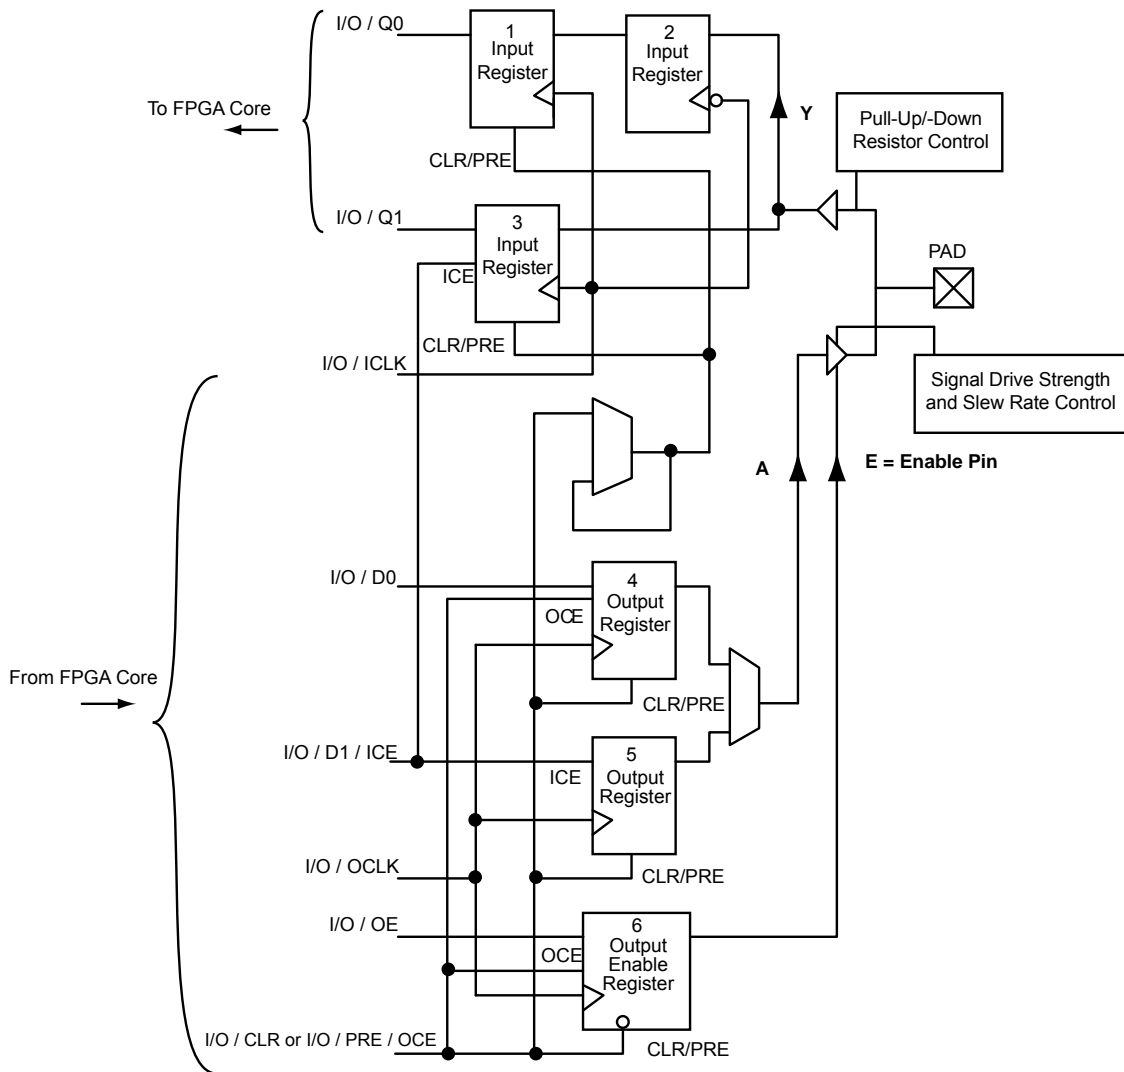 I/O / Q0
1
Input
Register
2
Input
Register
To FPGA Core
Y
Pull-Up/-Down
Resistor Control
CLR/PRE
I/O / Q1
3
Input
Register
ICE
PAD
CLR/PRE
I/O / ICLK
Signal Drive Strength
and Slew Rate Control
A
E = Enable Pin
I/O / D0
4
Output
Register
OCE
From FPGA Core
CLR/PRE
I/O / D1 / ICE
5
Output
Register
ICE
I/O / OCLK
CLR/PRE
I/O / OE
6
Output
Enable
Register
OCE
I/O / CLR or I/O / PRE / OCE
CLR/PRE